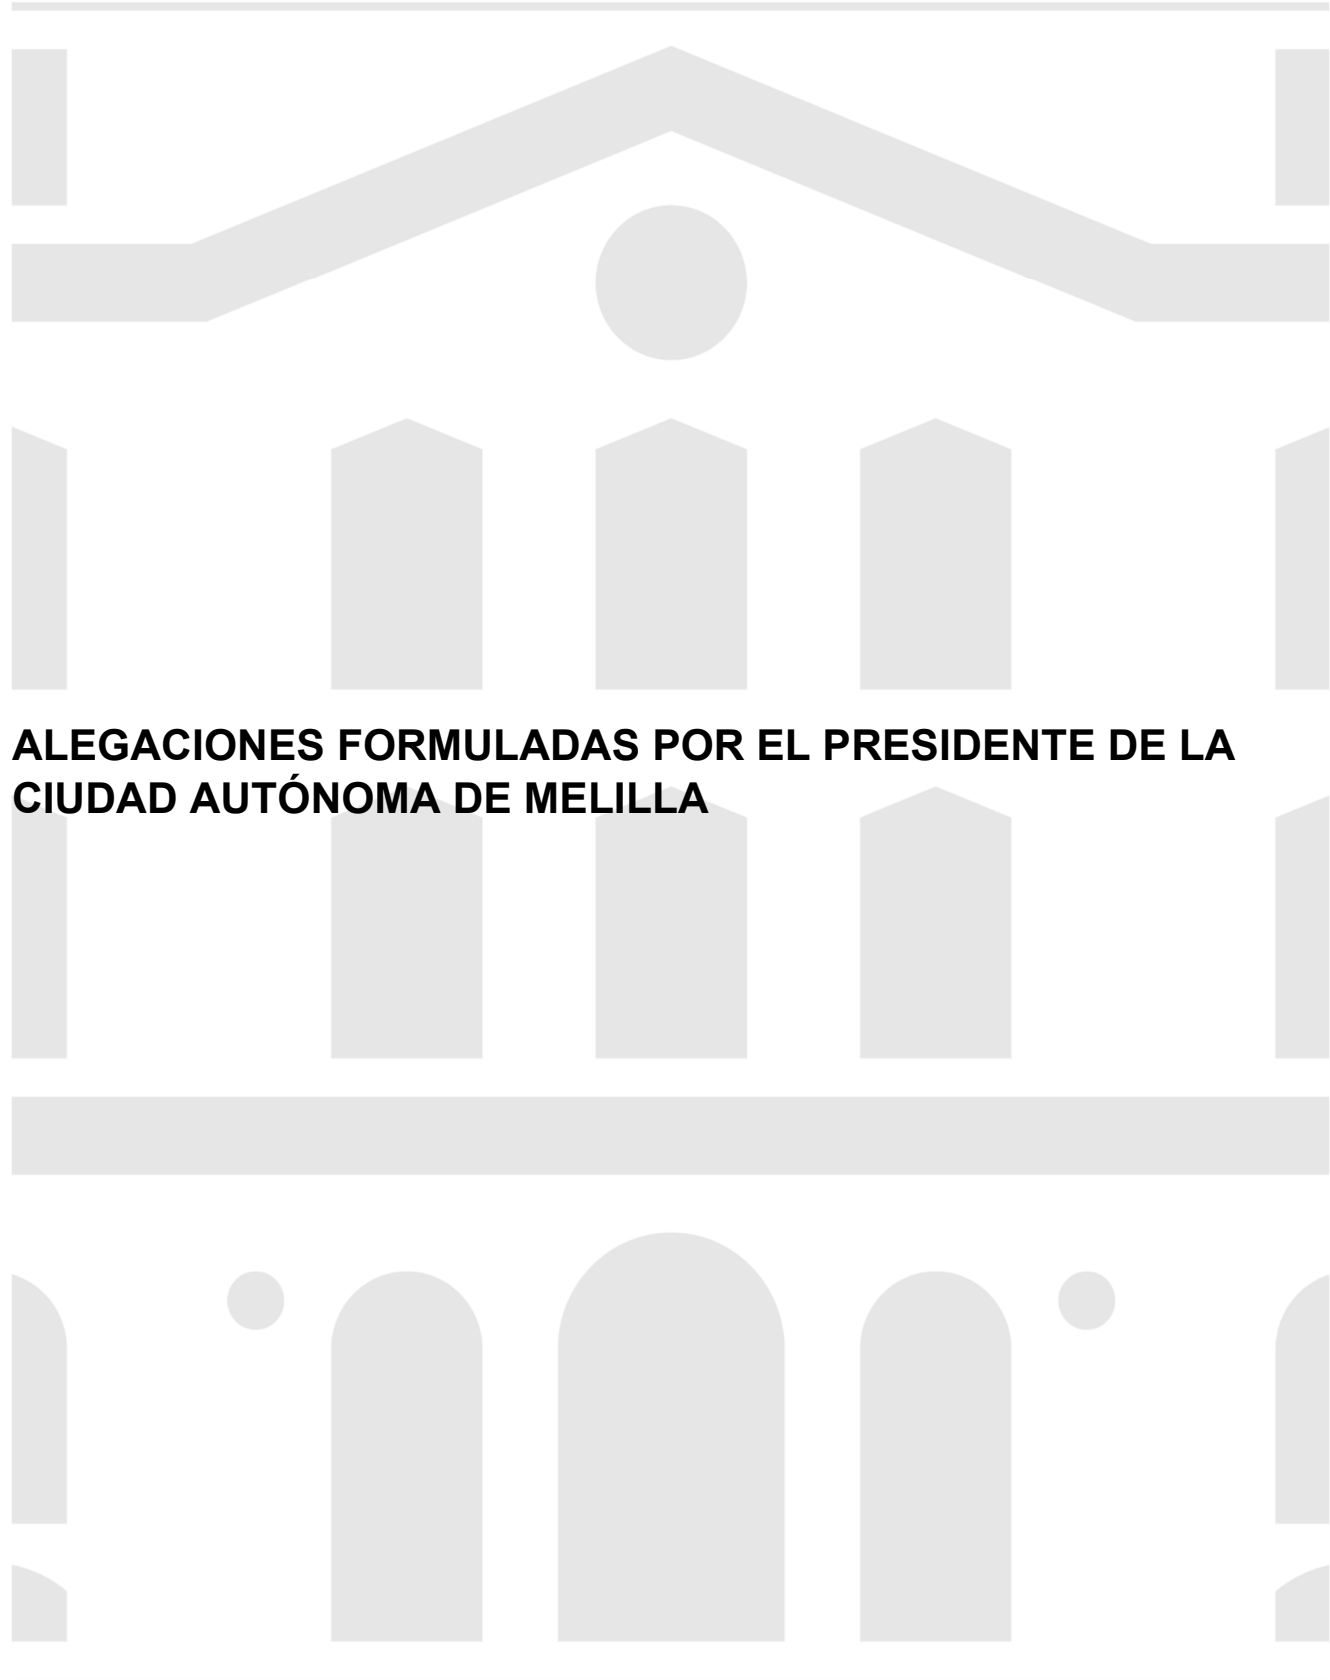 ALEGACIONES FORMULADAS POR EL PRESIDENTE DE LA
CIUDAD AUTÓNOMA DE MELILLA